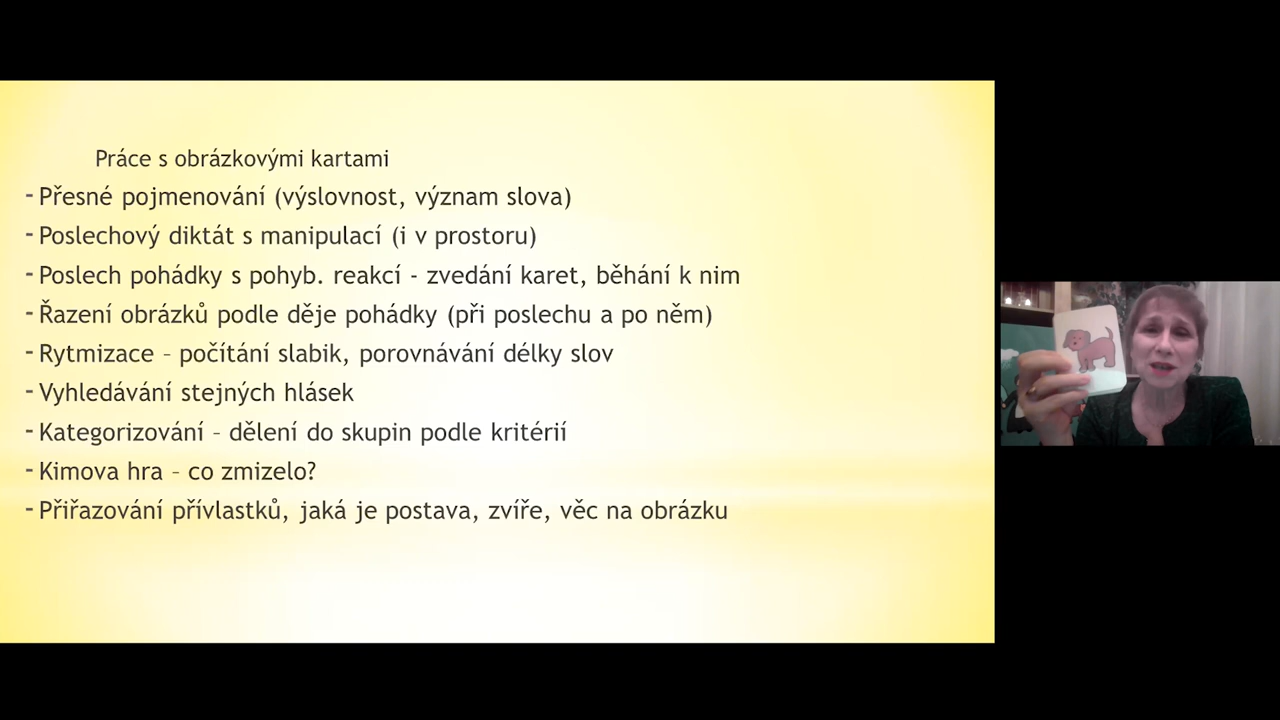 Práce s obrázkovými kartami
- Přesné pojmenování (výslovnost, význam slova)
- Poslechový diktát s manipulací (i v prostoru)
- Poslech pohádky s pohyb. reakcí - zvedání karet, běhání k nim
- Řazení obrázků podle děje pohádky (při poslechu a po něm)
- Rytmizace – počítání slabik, porovnávání délky slov
- Vyhledávání stejných hlásek
- Kategorizování – dělení do skupin podle kritérií
- Kimova hra – co zmizelo?
- Přiřazování přívlastků, jaká je postava, zvíře, věc na obrázku